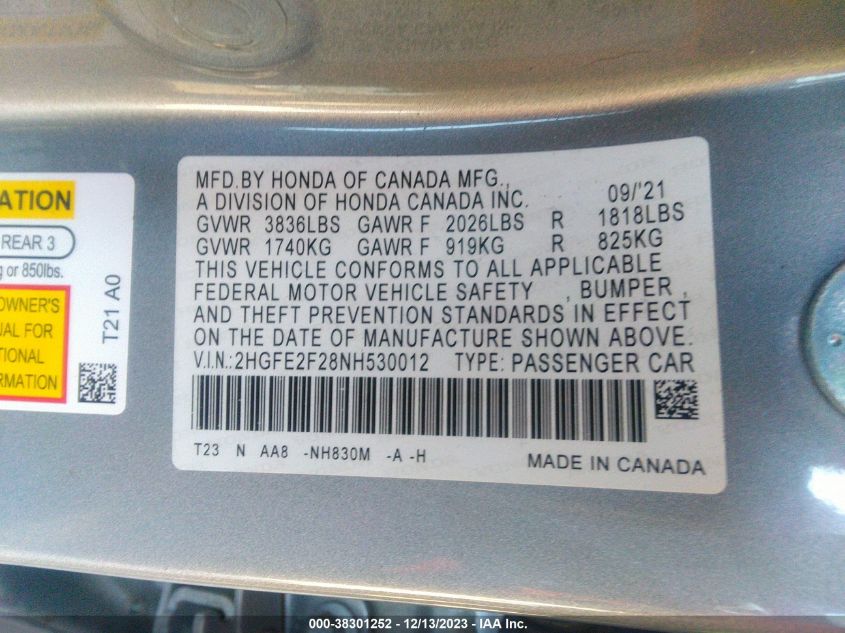 ATION
REAR 3
g or 850lbs.
OWNER'S
UAL FOR
TIONAL
ORMATION
T21 A0
MFD.BY HONDA OF CANADA MFG.,
A DIVISION OF HONDA CANADA INC. 09/'21
GVWR 3836LBS GAWR F 2026LBS R 1818LBS
GVWR 1740KG GAWR F 919KG R 825KG
THIS VEHICLE CONFORMS TO ALL APPLICABLE
FEDERAL MOTOR VEHICLE SAFETY , BUMPER ,
AND THEFT PREVENTION STANDARDS IN EFFECT
ON THE DATE OF MANUFACTURE SHOWN ABOVE.
V.I.N.:2HGFE2F28NH530012 TYPE: PASSENGER CAR
T23 N AA8 -NH830M -A -H
MADE IN CANADA
000-38301252 - 12/13/2023 - IAA Inc.